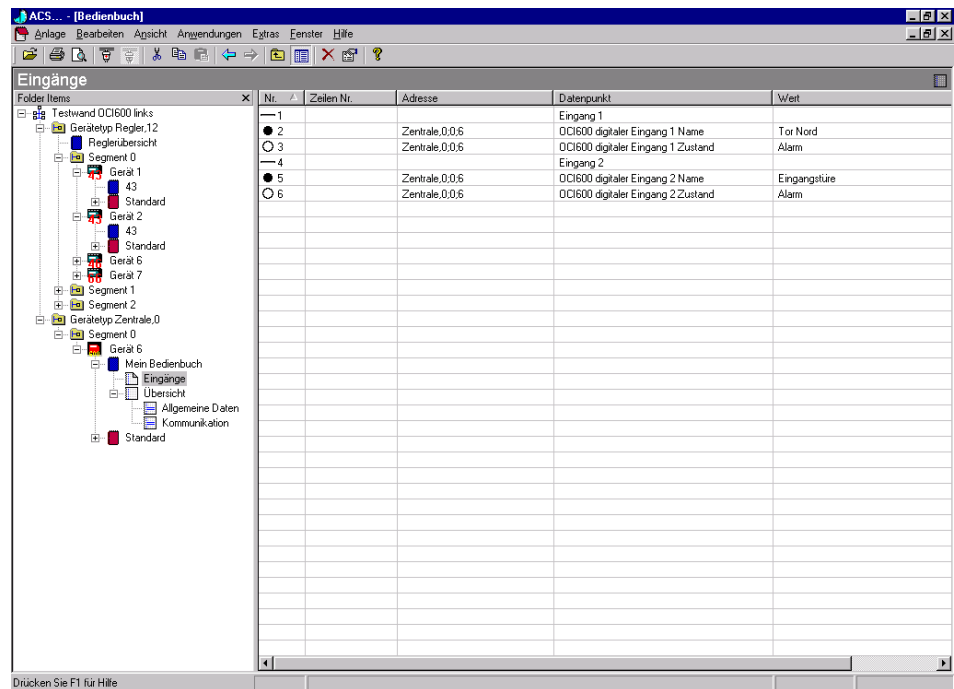 ACS... - [Bedienbuch]
Anlage Bearbeiten Ansicht Anwendungen Extras Fenster Hilfe
Eingänge
Folder Items
Testwand OCI600 links
Gerätetyp Regler,12
Reglerübersicht
Segment 0
Gerät 1
43
Standard
Gerät 2
43
Standard
Gerät 6
Gerät 7
Segment 1
Segment 2
Gerätetyp Zentrale,0
Segment 0
Gerät 6
Mein Bedienbuch
Eingänge
Übersicht
Allgemeine Daten
Kommunikation
Standard
Nr. Zeilen Nr. Adresse Datenpunkt Wert
1 Eingang 1
2 Zentrale,0;0;6 OCI600 digitaler Eingang 1 Name Tor Nord
3 Zentrale,0;0;6 OCI600 digitaler Eingang 1 Zustand Alarm
4 Eingang 2
5 Zentrale,0;0;6 OCI600 digitaler Eingang 2 Name Eingangstüre
6 Zentrale,0;0;6 OCI600 digitaler Eingang 2 Zustand Alarm
Drücken Sie F1 für Hilfe